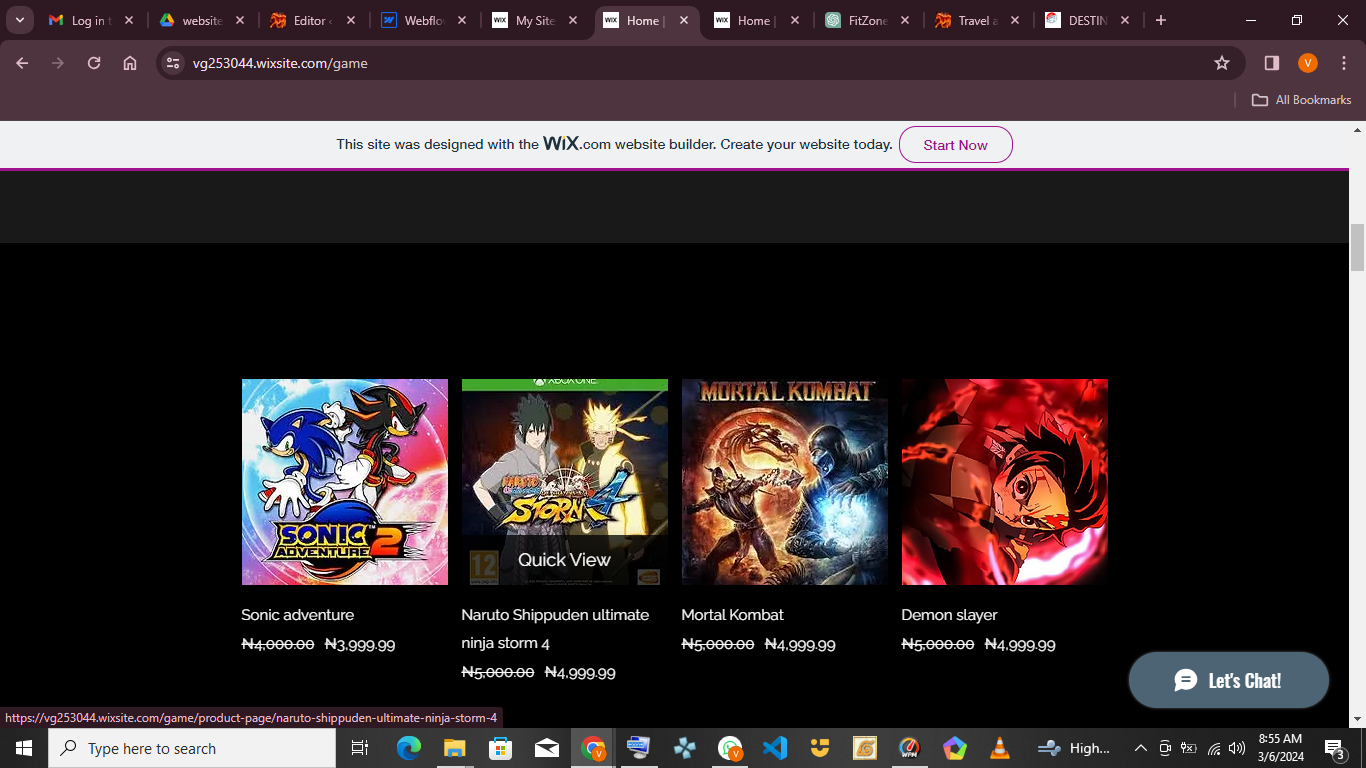 Log in t
website
Editor
Webflo
My Site
Home |
Home |
FitZone
Travel a
DESTIN
vg253044.wixsite.com/game
V
All Bookmarks
This site was designed with the WiX.com website builder. Create your website today.
Start Now
SONIC
ADVENTURE 2
XBOX ONE
STORM 4
12
Quick View
MORTAL KOMBAT
Sonic adventure
₦4,000.00 ₦3,999.99
Naruto Shippuden ultimate
ninja storm 4
₦5,000.00 ₦4,999.99
Mortal Kombat
₦5,000.00 ₦4,999.99
Demon slayer
₦5,000.00 ₦4,999.99
Let's Chat!
https://vg253044.wixsite.com/game/product-page/naruto-shippuden-ultimate-ninja-storm-4
Type here to search
High...
8:55 AM
3/6/2024
3